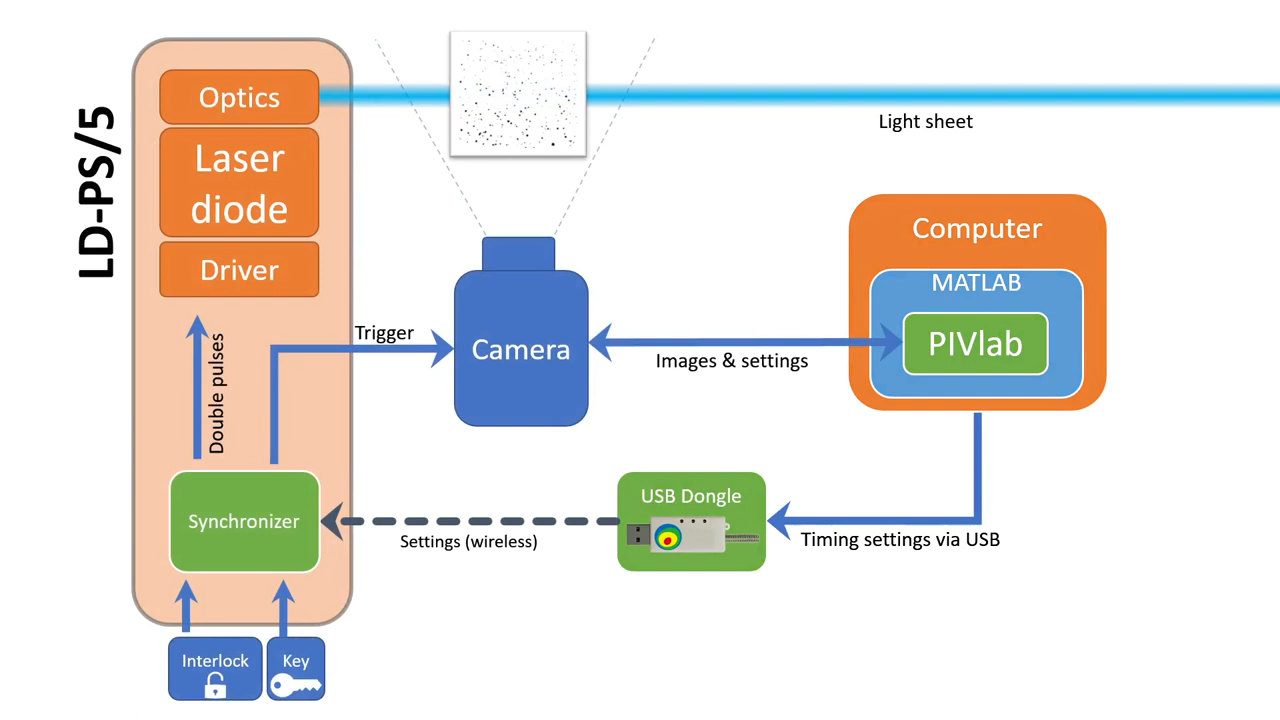 LD-PS/5
Optics
Laser
diode
Driver
Double pulses
Trigger
Synchronizer
Interlock
Key
Camera
Light sheet
Computer
MATLAB
PIVlab
Images & settings
USB Dongle
Settings (wireless)
Timing settings via USB